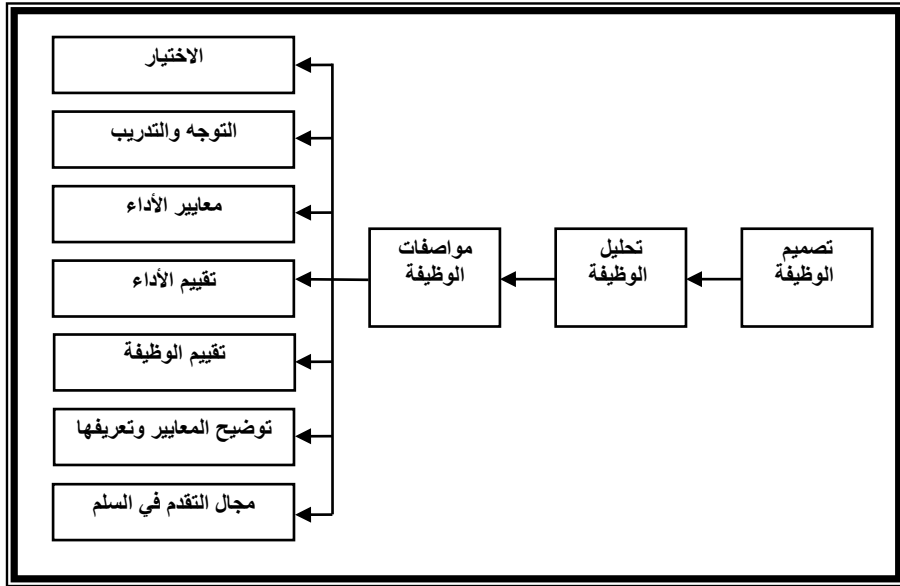 تصميم
الوظيفة
تحليل
الوظيفة
مواصفات
الوظيفة
الاختيار
التوجه والتدريب
معايير الأداء
تقييم الأداء
تقييم الوظيفة
توضيح المعايير وتعريفها
مجال التقدم في السلم